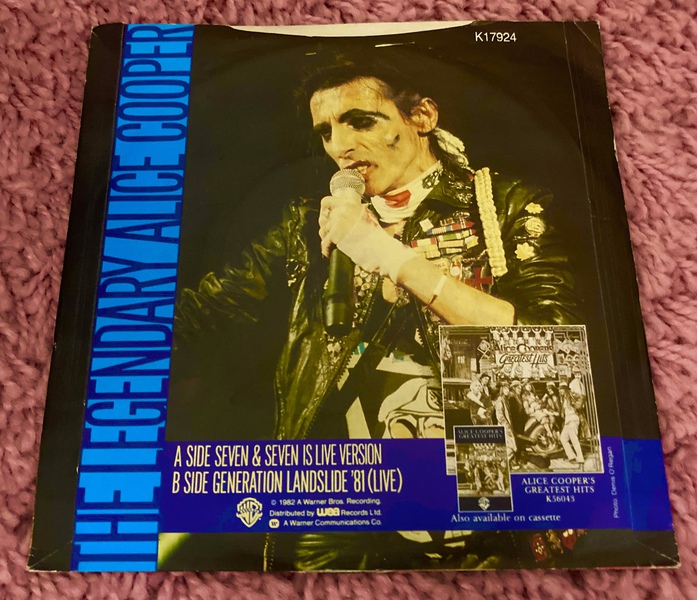 K17924
THE LEGENDARY ALICE COOPER
A SIDE SEVEN & SEVEN IS LIVE VERSION
B SIDE GENERATION LANDSLIDE '81 (LIVE)
© 1982 A Warner Bros. Recording.
Distributed by wea Records Ltd.
A Warner Communications Co.
Alice Cooper's
Greatest Hits
ALICE COOPER'S
GREATEST HITS
ALICE COOPER'S
GREATEST HITS
K56043
Also available on cassette
Photo: Denis O'Regan